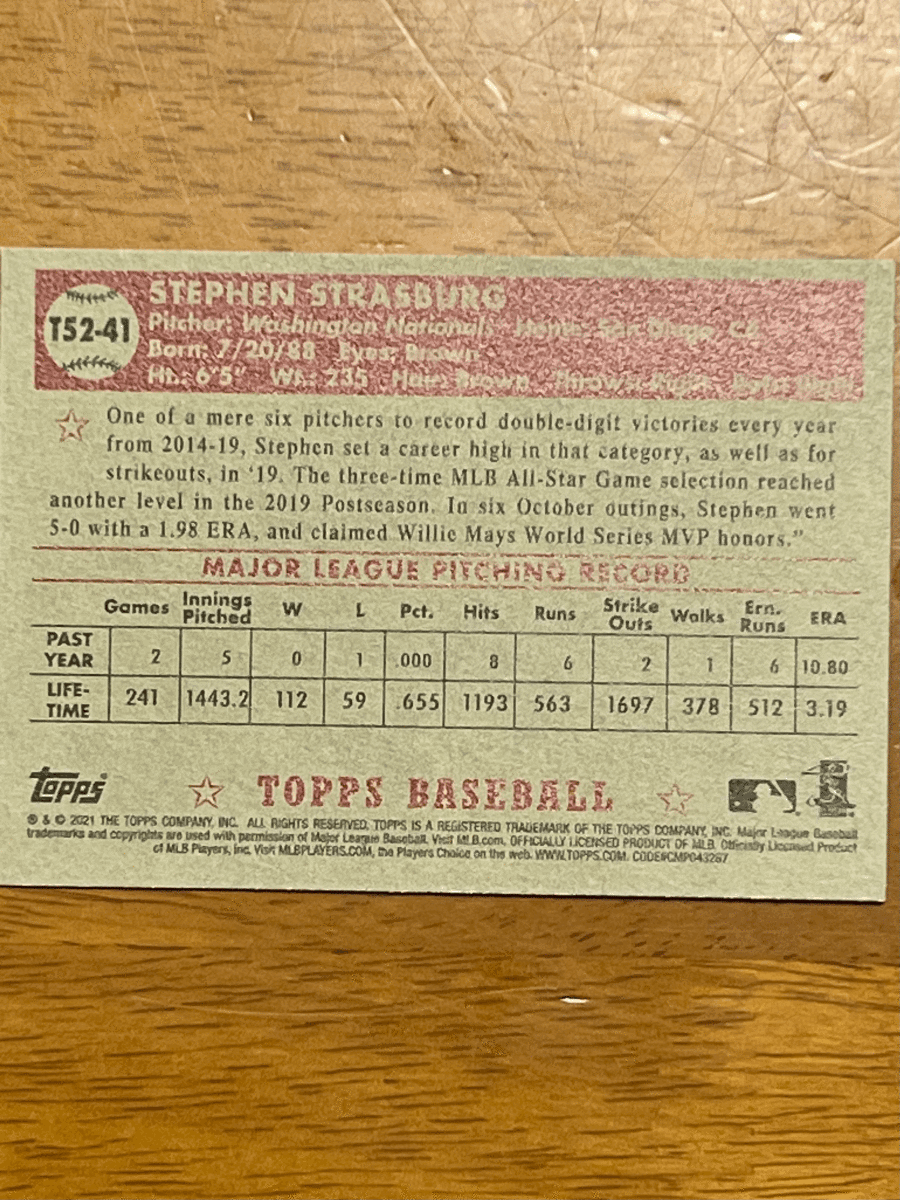 STEPHEN STRASBURG
T52-41
Pitcher: Washington Nationals Home: San Diego, CA
Born: 7/20/88 Eyes: Brown
Ht.: 6'5" Wt.: 235 Hair: Brown Throws: Right
One of a mere six pitchers to record double-digit victories every year
from 2014-19, Stephen set a career high in that category, as well as for
strikeouts, in ‘19. The three-time MLB All-Star Game selection reached
another level in the 2019 Postseason. In six October outings, Stephen went
5-0 with a 1.98 ERA, and claimed Willie Mays World Series MVP honors.”
MAJOR LEAGUE PITCHING RECORD
Games Innings Pitched W L Pct. Hits Runs Strike Outs Walks Ern. Runs ERA
PAST YEAR 2 5 0 1 .000 8 6 2 1 6 10.80
LIFE-TIME 241 1443.2 112 59 .655 1193 563 1697 378 512 3.19
topps TOPPS BASEBALL
® & © 2021 THE TOPPS COMPANY, INC. ALL RIGHTS RESERVED. TOPPS IS A REGISTERED TRADEMARK OF THE TOPPS COMPANY, INC. Major League Baseball
trademarks and copyrights are used with permission of Major League Baseball. Visit MLB.com. OFFICIALLY LICENSED PRODUCT OF MLB. Officially Licensed Product
of MLB Players, Inc. Visit MLBPLAYERS.COM, the Players Choice on the web. WWW.TOPPS.COM. CODE#CMP043267